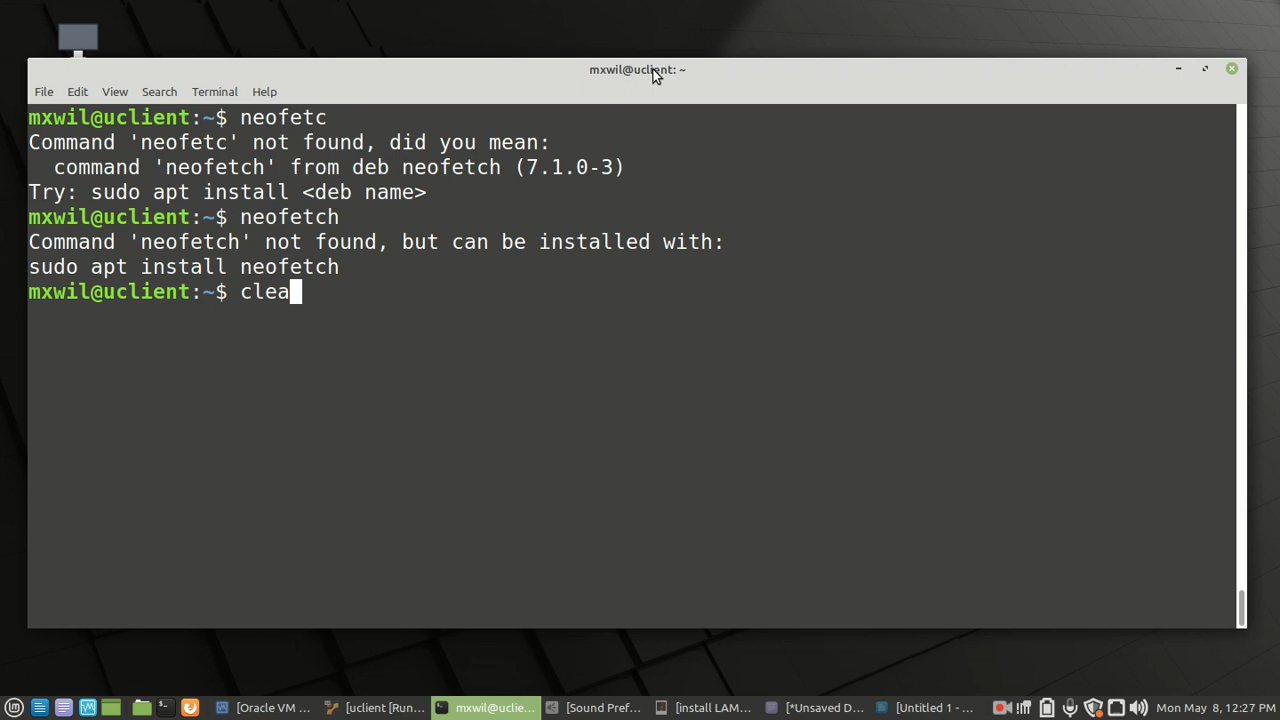 mxwil@uclient: ~
File Edit View Search Terminal Help
mxwil@uclient:~$ neofetc
Command 'neofetc' not found, did you mean:
  command 'neofetch' from deb neofetch (7.1.0-3)
Try: sudo apt install <deb name>
mxwil@uclient:~$ neofetch
Command 'neofetch' not found, but can be installed with:
sudo apt install neofetch
mxwil@uclient:~$ clea
[Oracle VM ... [uclient [Run... mxwil@uclie... [Sound Pref... [install LAM... [*Unsaved D... [Untitled 1 - ... Mon May 8, 12:27 PM